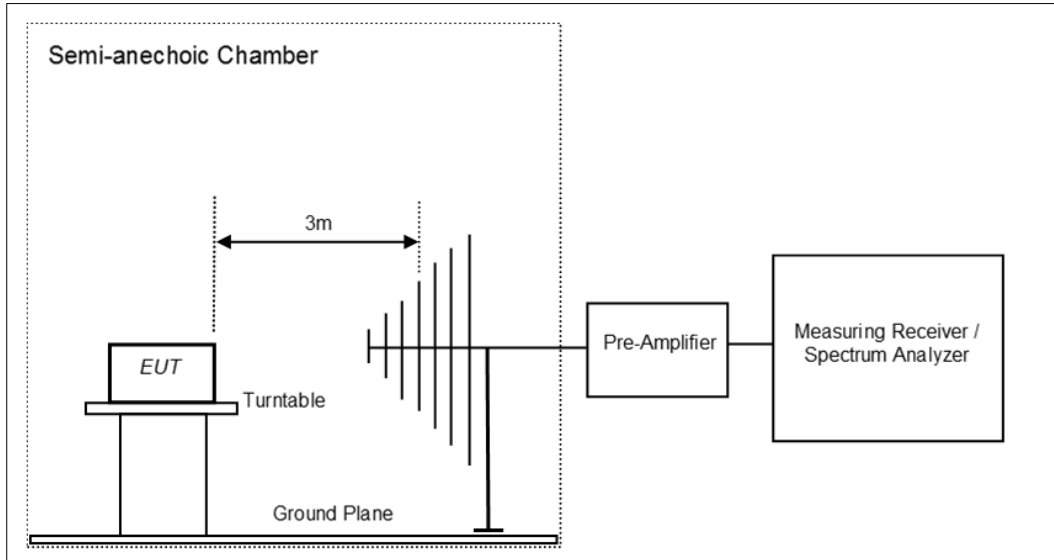 Semi-anechoic Chamber
3m
EUT
Turntable
Ground Plane
Pre-Amplifier
Measuring Receiver /
Spectrum Analyzer